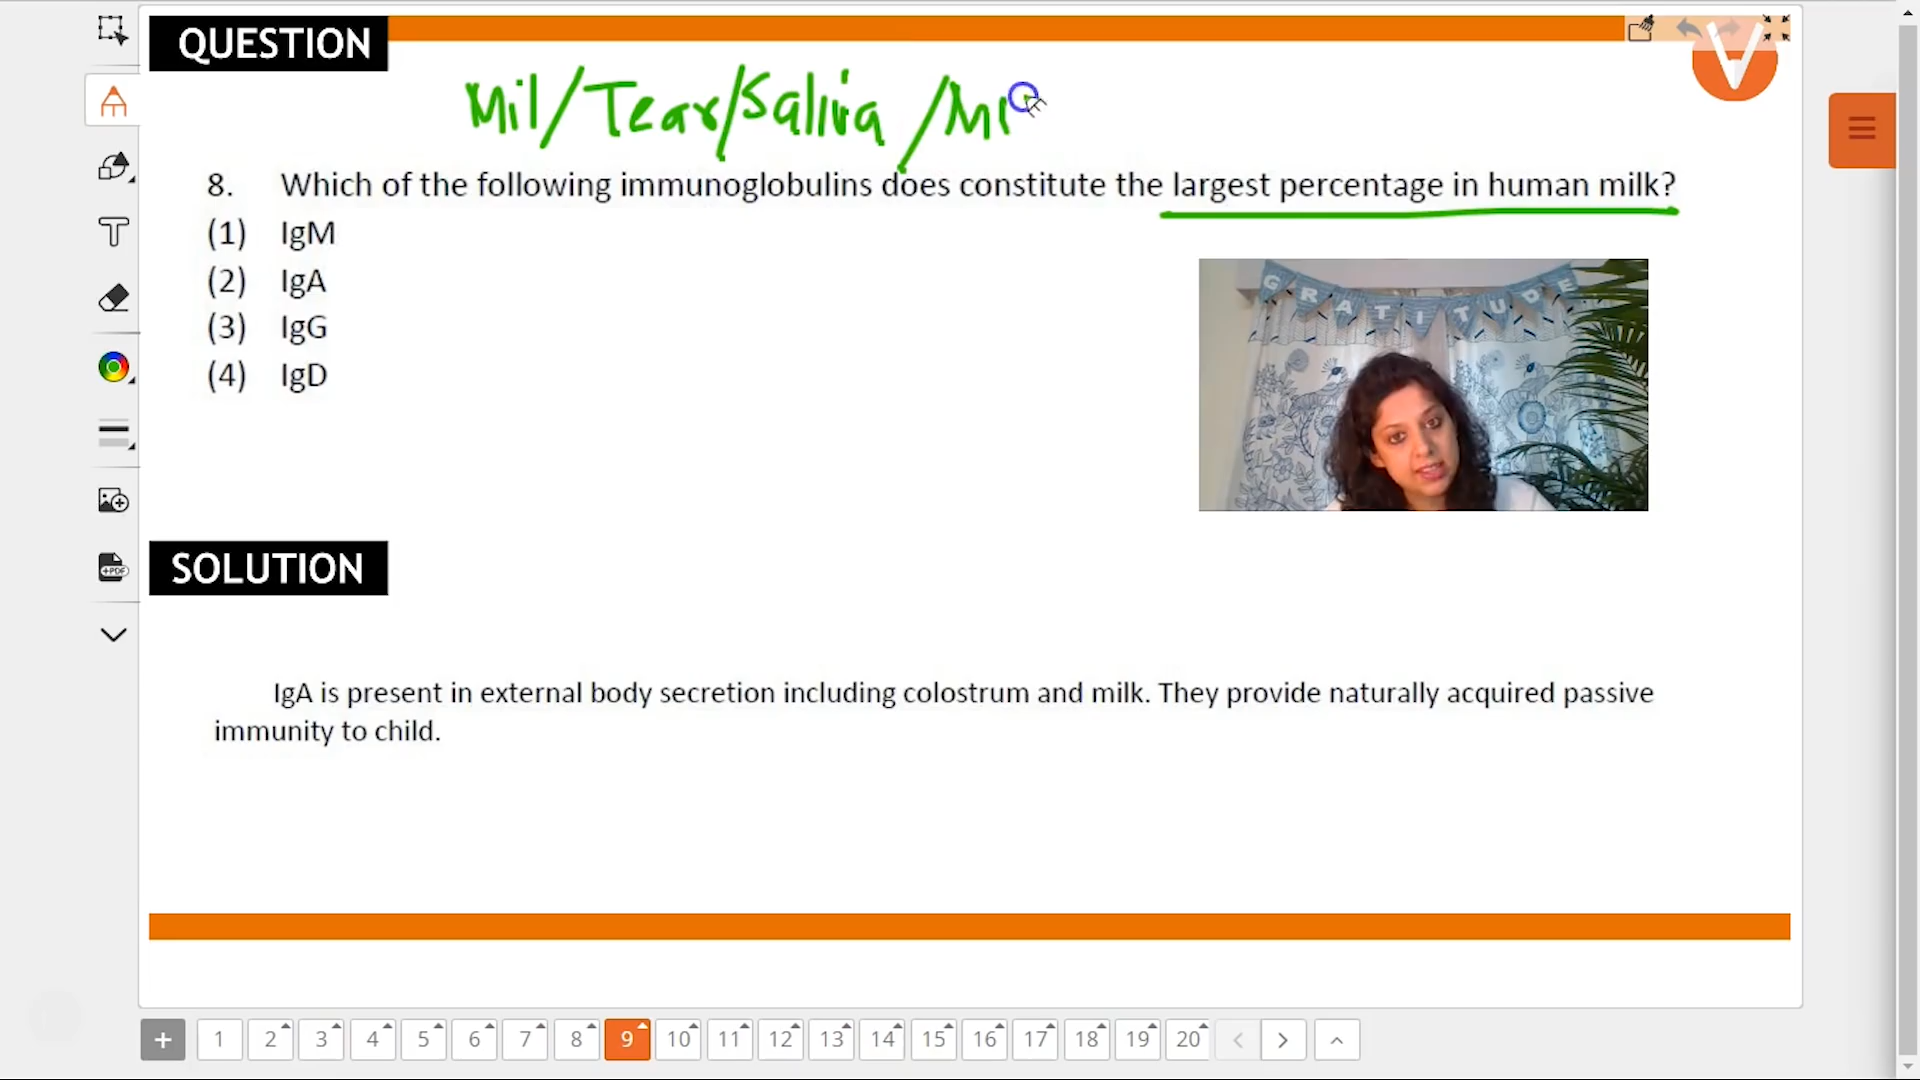 QUESTION
Mil/Tear/Saliva/Mu
8. Which of the following immunoglobulins does constitute the largest percentage in human milk?
(1) IgM
(2) IgA
(3) IgG
(4) IgD
GRATITUDE
SOLUTION
IgA is present in external body secretion including colostrum and milk. They provide naturally acquired passive
immunity to child.
+PDF
+ 1 2 3 4 5 6 7 8 9 10 11 12 13 14 15 16 17 18 19 20